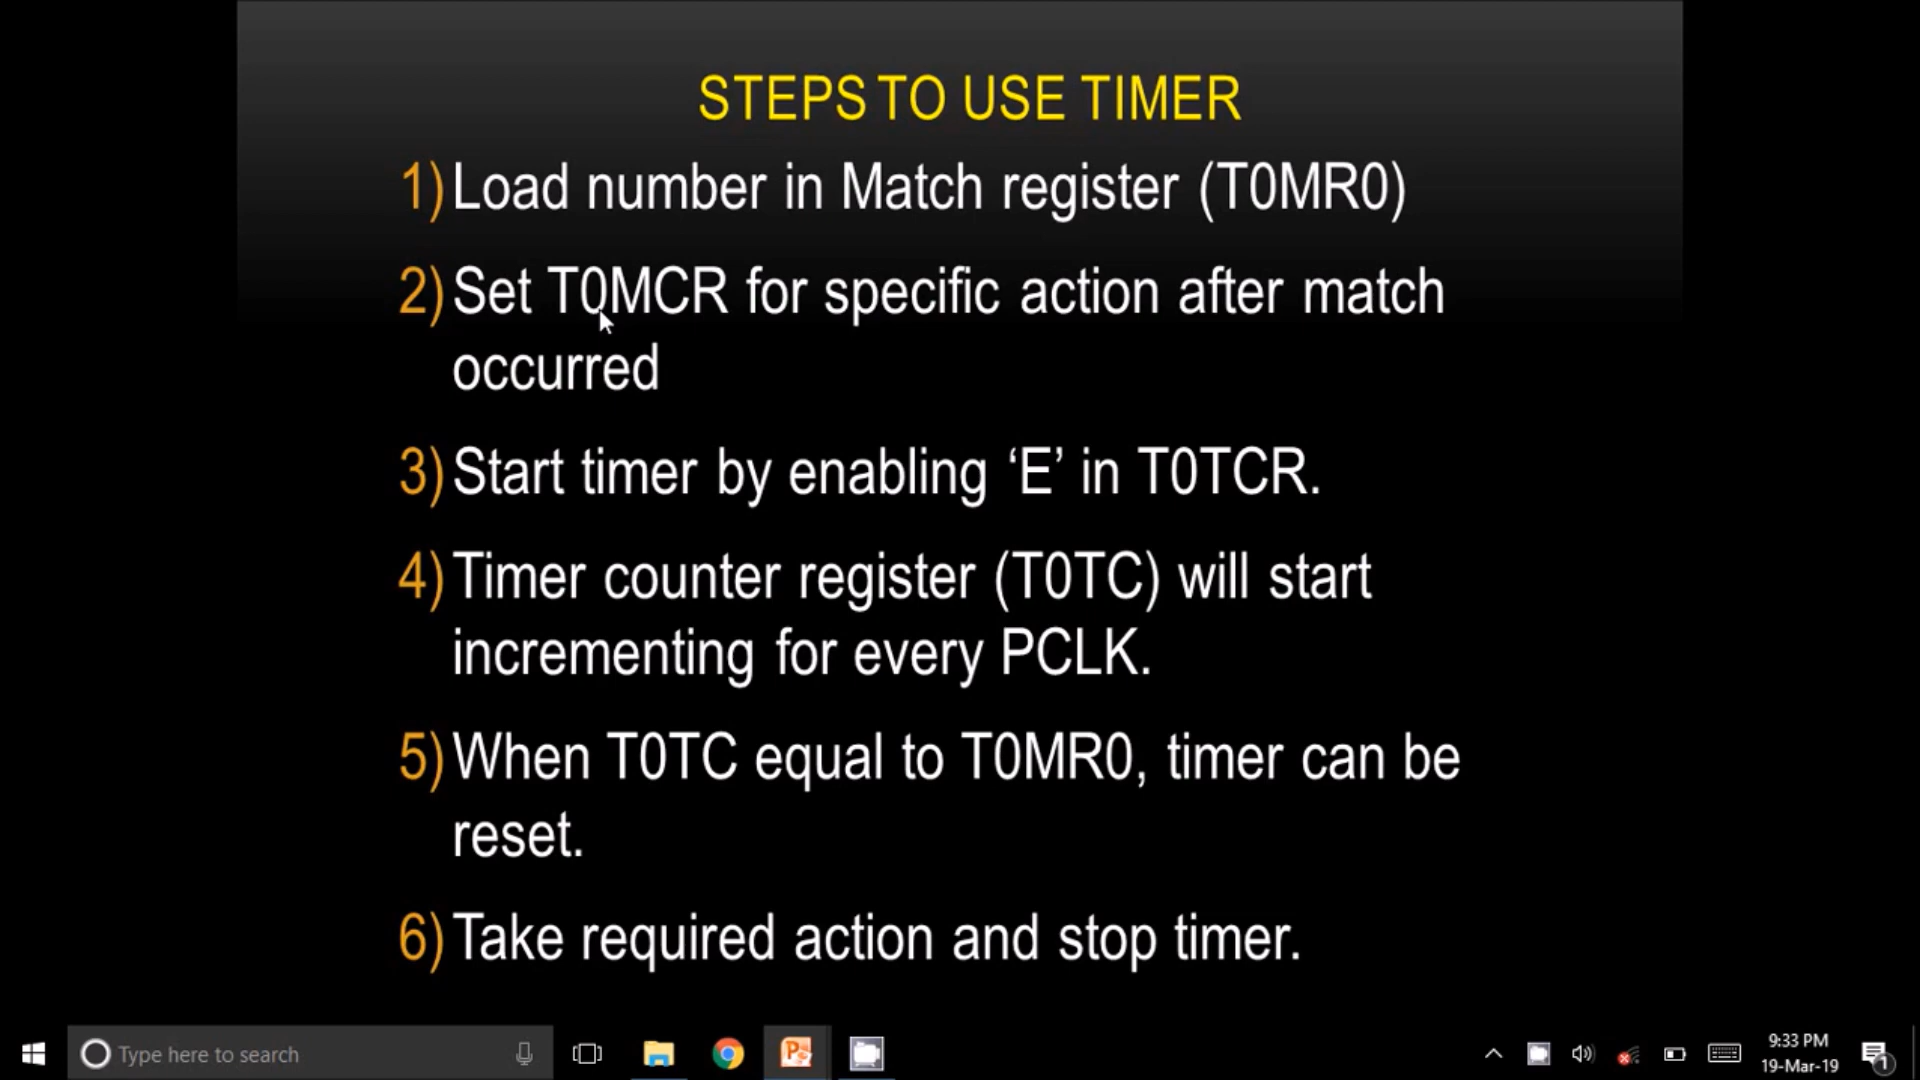 STEPS TO USE TIMER
1) Load number in Match register (T0MR0)
2) Set T0MCR for specific action after match
occurred
3) Start timer by enabling ‘E’ in T0TCR.
4) Timer counter register (T0TC) will start
incrementing for every PCLK.
5) When T0TC equal to T0MR0, timer can be
reset.
6) Take required action and stop timer.
Type here to search
9:33 PM
19-Mar-19
1